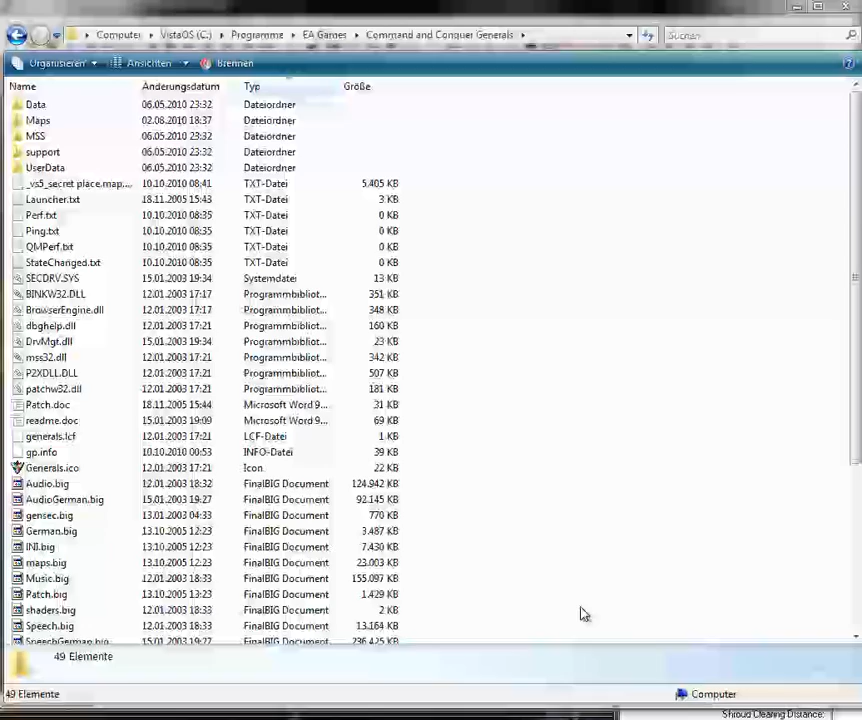 Computer VistaOS (C:) Programme EA Games Command and Conquer Generals Suchen
Organisieren Ansichten Brennen
Name Änderungsdatum Typ Größe
Data 06.05.2010 23:32 Dateiordner
Maps 02.08.2010 18:37 Dateiordner
MSS 06.05.2010 23:32 Dateiordner
support 06.05.2010 23:32 Dateiordner
UserData 06.05.2010 23:32 Dateiordner
_vs5_secret place.map,... 10.10.2010 08:41 TXT-Datei 5.405 KB
Launcher.txt 18.11.2005 15:43 TXT-Datei 3 KB
Perf.txt 10.10.2010 08:35 TXT-Datei 0 KB
Ping.txt 10.10.2010 08:35 TXT-Datei 0 KB
QMPerf.txt 10.10.2010 08:35 TXT-Datei 0 KB
StateChanged.txt 10.10.2010 08:35 TXT-Datei 0 KB
SECDRV.SYS 15.01.2003 19:34 Systemdatei 13 KB
BINKW32.DLL 12.01.2003 17:17 Programmbibliot... 351 KB
BrowserEngine.dll 12.01.2003 17:17 Programmbibliot... 348 KB
dbghelp.dll 12.01.2003 17:21 Programmbibliot... 160 KB
DrvMgt.dll 15.01.2003 19:34 Programmbibliot... 23 KB
mss32.dll 12.01.2003 17:21 Programmbibliot... 342 KB
P2XDLL.DLL 12.01.2003 17:21 Programmbibliot... 507 KB
patchw32.dll 12.01.2003 17:21 Programmbibliot... 181 KB
Patch.doc 18.11.2005 15:44 Microsoft Word 9... 31 KB
readme.doc 15.01.2003 19:09 Microsoft Word 9... 69 KB
generals.lcf 12.01.2003 17:21 LCF-Datei 1 KB
gp.info 10.10.2010 00:53 INFO-Datei 39 KB
Generals.ico 12.01.2003 17:21 Icon 22 KB
Audio.big 12.01.2003 18:32 FinalBIG Document 124.942 KB
AudioGerman.big 15.01.2003 19:27 FinalBIG Document 92.145 KB
gensec.big 13.01.2003 04:33 FinalBIG Document 770 KB
German.big 13.10.2005 12:23 FinalBIG Document 3.487 KB
INI.big 13.10.2005 12:23 FinalBIG Document 7.430 KB
maps.big 13.10.2005 12:23 FinalBIG Document 23.003 KB
Music.big 12.01.2003 18:33 FinalBIG Document 155.097 KB
Patch.big 13.10.2005 13:23 FinalBIG Document 1.429 KB
shaders.big 12.01.2003 18:33 FinalBIG Document 2 KB
Speech.big 12.01.2003 18:33 FinalBIG Document 13.164 KB
SpeechGerman.big 15.01.2003 19:27 FinalBIG Document 236.425 KB
49 Elemente
49 Elemente Computer
Shroud Clearing Distance: